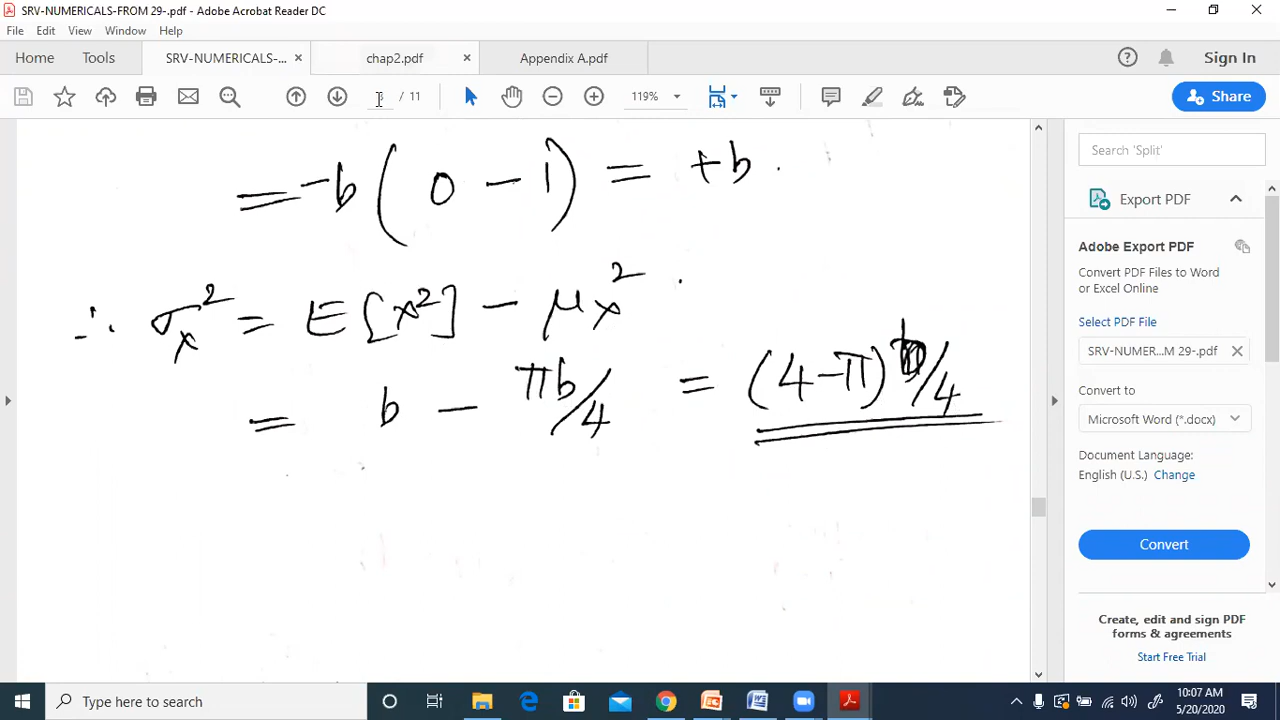 SRV-NUMERICALS-FROM 29-.pdf - Adobe Acrobat Reader DC
File Edit View Window Help
Home Tools SRV-NUMERICALS-... × chap2.pdf × Appendix A.pdf Sign In
/ 11 119% Share
= -b ( 0 - 1 ) = +b .
∴ σx² = E[x²] - μx²
= b - πb/4 = (4-π)b/4
Search 'Split'
Export PDF
Adobe Export PDF
Convert PDF Files to Word
or Excel Online
Select PDF File
SRV-NUMER...M 29-.pdf ×
Convert to
Microsoft Word (*.docx)
Document Language:
English (U.S.) Change
Convert
Create, edit and sign PDF
forms & agreements
Start Free Trial
Type here to search
10:07 AM
5/20/2020